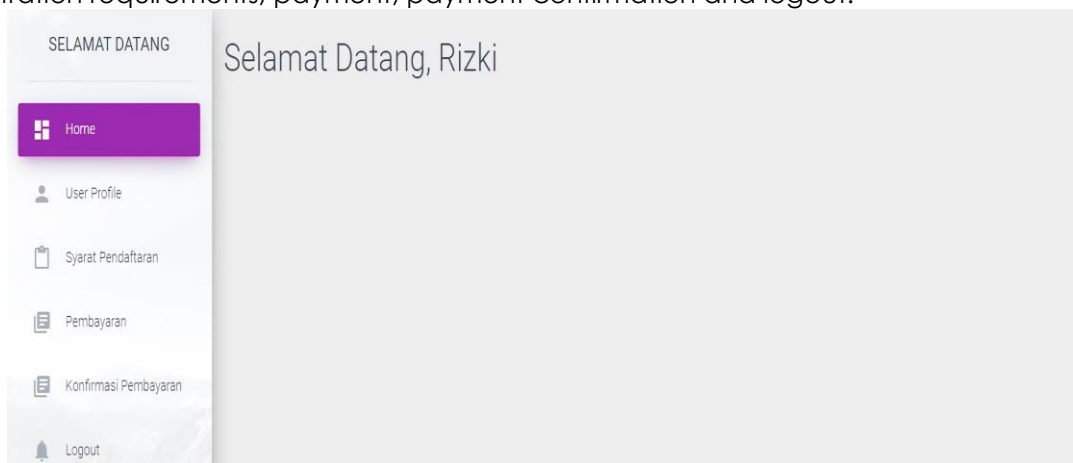 requirements, payment, payment confirmation and logout.
SELAMAT DATANG
Selamat Datang, Rizki
Home
User Profile
Syarat Pendaftaran
Pembayaran
Konfirmasi Pembayaran
Logout